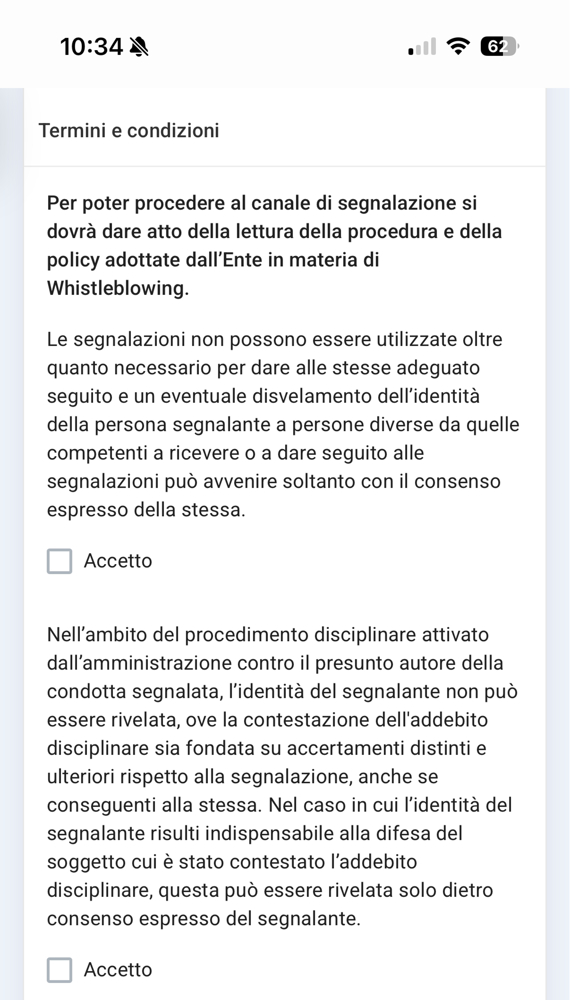 10:34
62
Termini e condizioni
Per poter procedere al canale di segnalazione si
dovrà dare atto della lettura della procedura e della
policy adottate dall’Ente in materia di
Whistleblowing.
Le segnalazioni non possono essere utilizzate oltre
quanto necessario per dare alle stesse adeguato
seguito e un eventuale disvelamento dell’identità
della persona segnalante a persone diverse da quelle
competenti a ricevere o a dare seguito alle
segnalazioni può avvenire soltanto con il consenso
espresso della stessa.
Accetto
Nell’ambito del procedimento disciplinare attivato
dall’amministrazione contro il presunto autore della
condotta segnalata, l’identità del segnalante non può
essere rivelata, ove la contestazione dell'addebito
disciplinare sia fondata su accertamenti distinti e
ulteriori rispetto alla segnalazione, anche se
conseguenti alla stessa. Nel caso in cui l’identità del
segnalante risulti indispensabile alla difesa del
soggetto cui è stato contestato l’addebito
disciplinare, questa può essere rivelata solo dietro
consenso espresso del segnalante.
Accetto